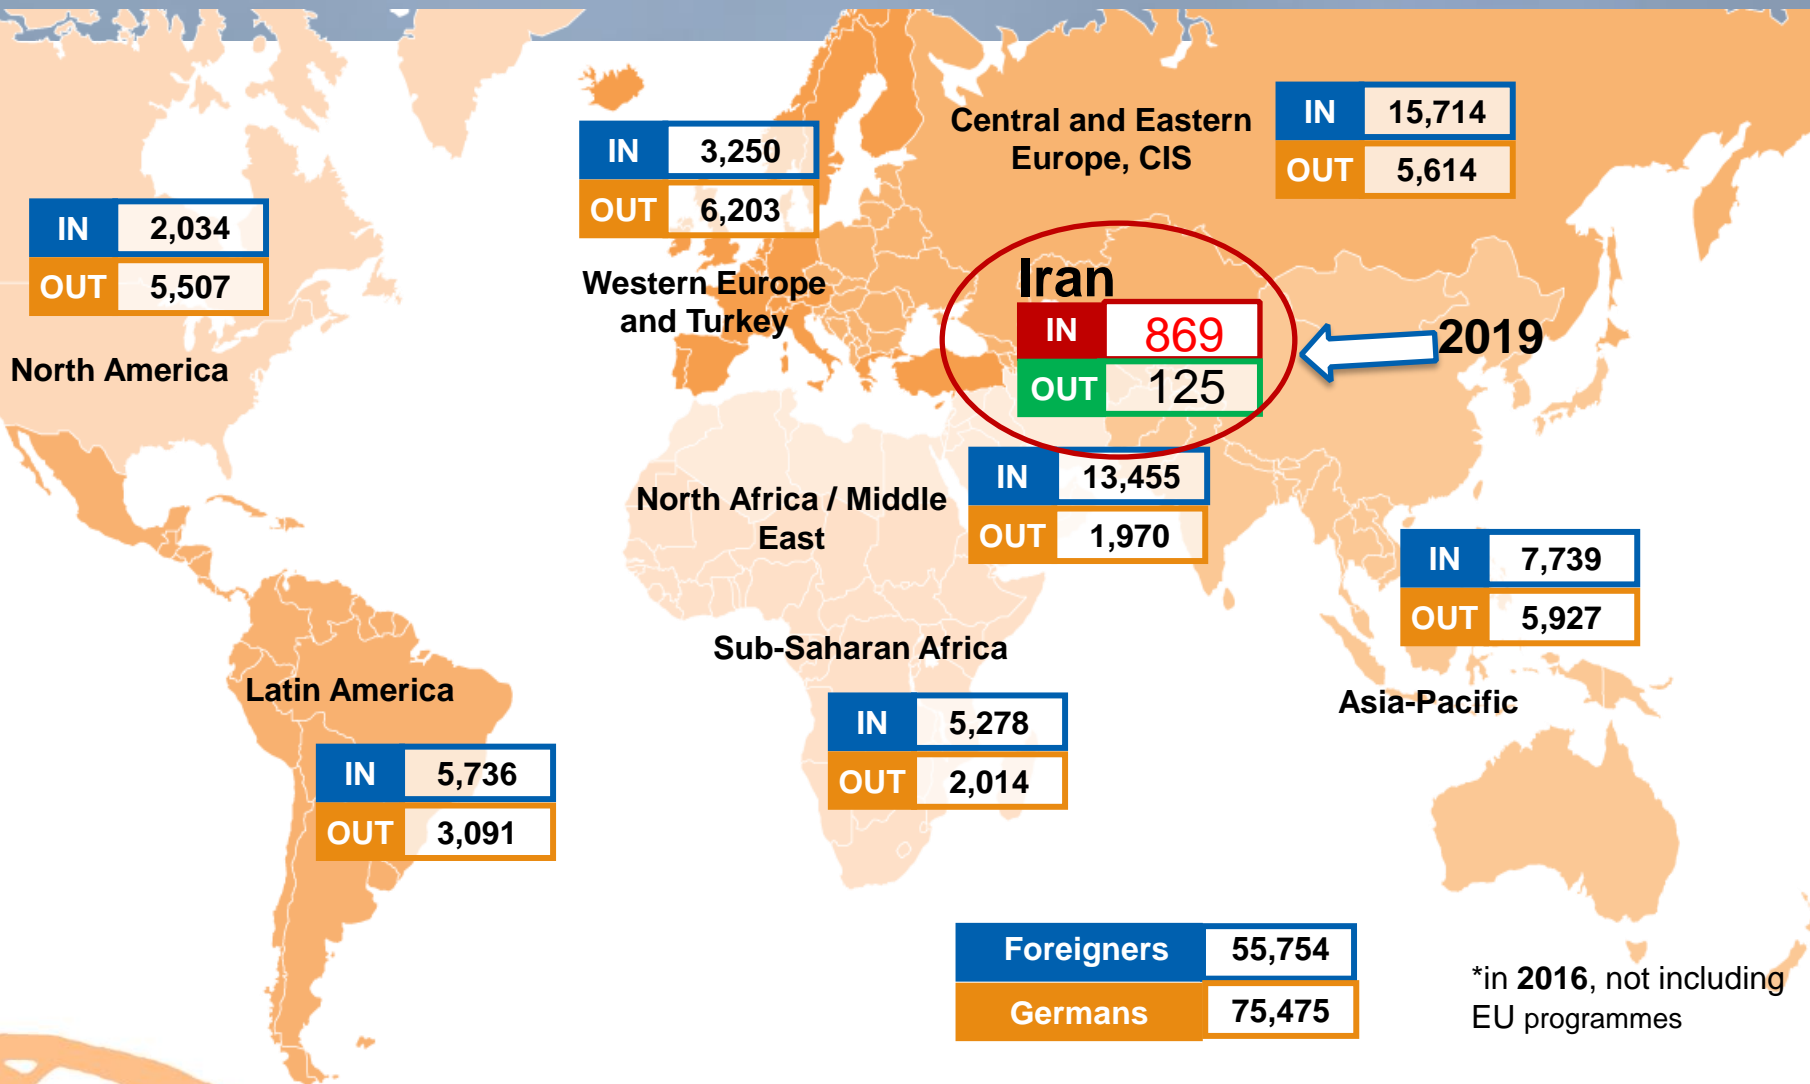 Central and Eastern
Europe, CIS
IN 15,714
OUT 5,614
IN 3,250
OUT 6,203
Western Europe
and Turkey
IN 2,034
OUT 5,507
North America
Iran
IN 869
OUT 125
2019
North Africa / Middle
East
IN 13,455
OUT 1,970
IN 7,739
OUT 5,927
Asia-Pacific
Sub-Saharan Africa
IN 5,278
OUT 2,014
Latin America
IN 5,736
OUT 3,091
Foreigners 55,754
Germans 75,475
*in 2016, not including
EU programmes